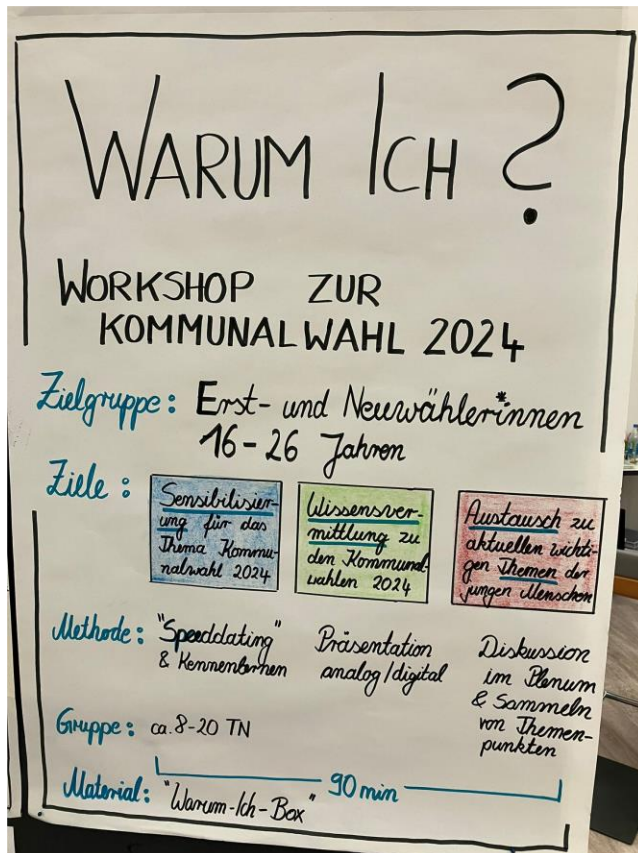 WARUM ICH ?
WORKSHOP ZUR
KOMMUNALWAHL 2024
Zielgruppe: Erst- und Neuwähler*innen
16-26 Jahren
Ziele:
Sensibilisier-
ung für das
Thema Kommu-
nalwahl 2024
Wissensver-
mittlung zu
den Kommunal-
wahlen 2024
Austausch zu
aktuellen wichti-
gen Themen der
jungen Menschen
Methode: "Speeddating"
& Kennenlernen
Präsentation
analog/digital
Diskussion
im Plenum
& Sammeln
von Themen-
punkten
Gruppe: ca. 8-20 TN
90 min
Material: "Warum-Ich-Box"